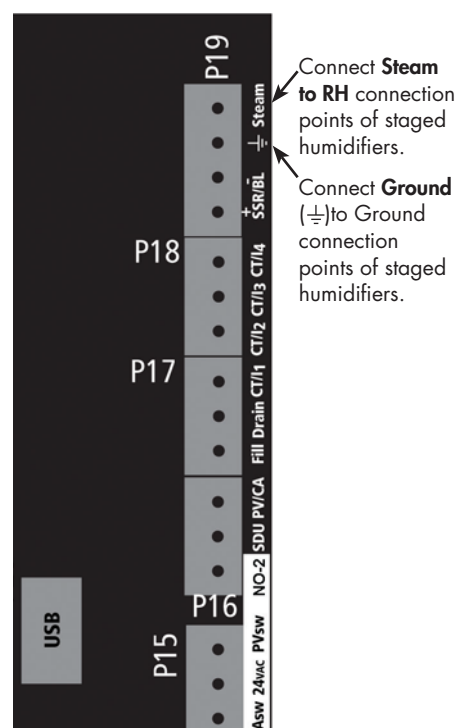 P19
Steam
⏚
SSR/BL
- +
P18
CT/I2 CT/I3 CT/I4
P17
Fill Drain CT/I1
SDU PV/CA
NO-2
P16
P15
Asw 24VAC PVsw
USB
Connect Steam
to RH connection
points of staged
humidifiers.
Connect Ground
(⏚)to Ground
connection
points of staged
humidifiers.